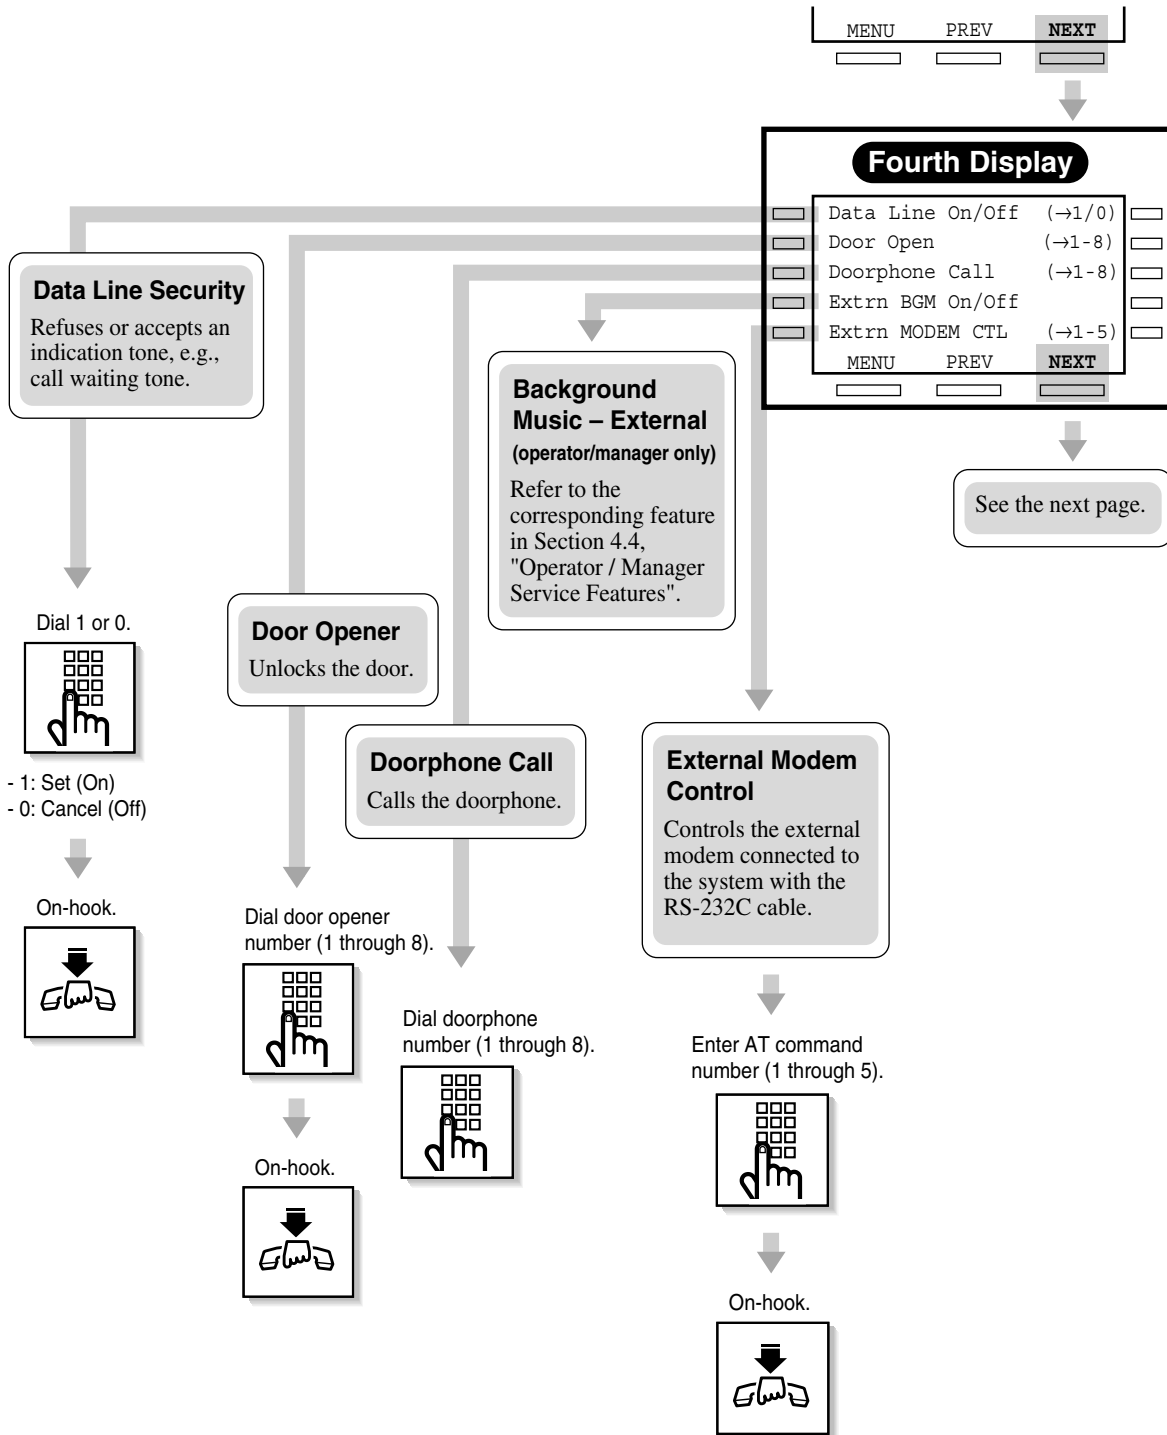 MENU PREV NEXT
Fourth Display
Data Line On/Off (→1/0)
Door Open (→1-8)
Doorphone Call (→1-8)
Extrn BGM On/Off
Extrn MODEM CTL (→1-5)
MENU PREV NEXT
See the next page.
Data Line Security
Refuses or accepts an
indication tone, e.g.,
call waiting tone.
Dial 1 or 0.
- 1: Set (On)
- 0: Cancel (Off)
On-hook.
Door Opener
Unlocks the door.
Dial door opener
number (1 through 8).
On-hook.
Doorphone Call
Calls the doorphone.
Dial doorphone
number (1 through 8).
Background
Music – External
(operator/manager only)
Refer to the
corresponding feature
in Section 4.4,
"Operator / Manager
Service Features".
External Modem
Control
Controls the external
modem connected to
the system with the
RS-232C cable.
Enter AT command
number (1 through 5).
On-hook.